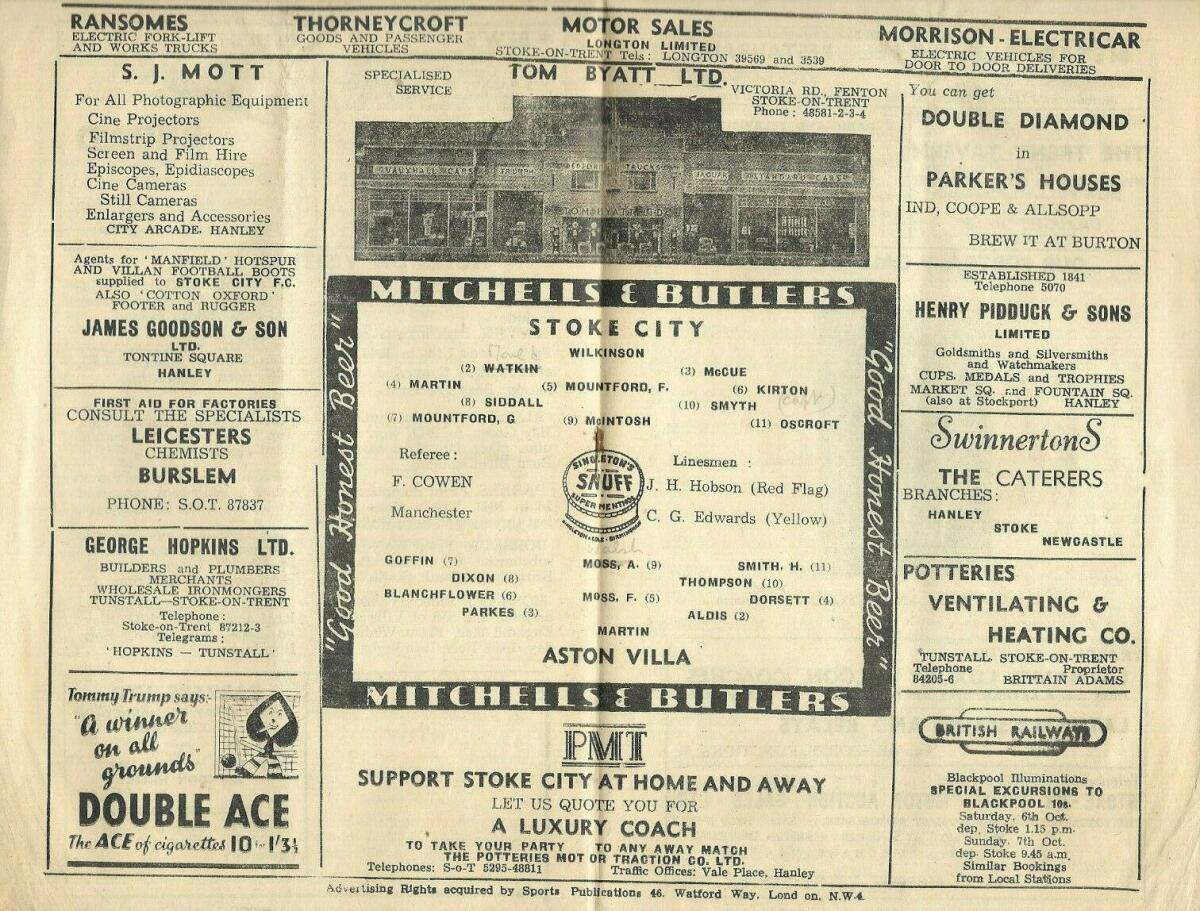 RANSOMES
ELECTRIC FORK-LIFT
AND WORKS TRUCKS
THORNEYCROFT
GOODS AND PASSENGER
VEHICLES
MOTOR SALES
LONGTON LIMITED
STOKE-ON-TRENT Tels: LONGTON 39569 and 3539
MORRISON-ELECTRICAR
ELECTRIC VEHICLES FOR
DOOR TO DOOR DELIVERIES
S. J. MOTT
For All Photographic Equipment
Cine Projectors
Filmstrip Projectors
Screen and Film Hire
Episcopes, Epidiascopes
Cine Cameras
Still Cameras
Enlargers and Accessories
CITY ARCADE, HANLEY
Agents for 'MANFIELD' HOTSPUR
AND VILLAN FOOTBALL BOOTS
supplied to STOKE CITY F.C.
ALSO 'COTTON OXFORD'
FOOTER and RUGGER
JAMES GOODSON & SON
LTD.
TONTINE SQUARE
HANLEY
FIRST AID FOR FACTORIES
CONSULT THE SPECIALISTS
LEICESTERS
CHEMISTS
BURSLEM
PHONE: S.O.T. 87837
GEORGE HOPKINS LTD.
BUILDERS and PLUMBERS
MERCHANTS
WHOLESALE IRONMONGERS
TUNSTALL—STOKE-ON-TRENT
Telephone:
Stoke-on-Trent 87212-3
Telegrams:
'HOPKINS — TUNSTALL'
Tommy Trump says:-
"A winner
on all
grounds"
DOUBLE ACE
The ACE of cigarettes 10 for 1'3½
SPECIALISED
SERVICE
TOM BYATT LTD.
VICTORIA RD., FENTON
STOKE-ON-TRENT
Phone: 48581-2-3-4
VAUXHALL CARS TRIUMPH BEDFORD TRUCKS JAGUAR STANDARD CARS
TOM BYATT LTD
MITCHELLS & BUTLERS
"Good Honest Beer"
STOKE CITY
WILKINSON
(2) WATKIN (3) McCUE
(4) MARTIN (5) MOUNTFORD, F. (6) KIRTON
(8) SIDDALL (10) SMYTH
(7) MOUNTFORD, G (9) McINTOSH (11) OSCROFT
Referee:
F. COWEN
Manchester
SINGLETON'S
SNUFF
SUPER MENTHOL
Linesmen:
J. H. Hobson (Red Flag)
C. G. Edwards (Yellow)
Walsh
GOFFIN (7) MOSS, A. (9) SMITH, H. (11)
DIXON (8) THOMPSON (10)
BLANCHFLOWER (6) MOSS, F. (5) DORSETT (4)
PARKES (3) ALDIS (2)
MARTIN
ASTON VILLA
"Good Honest Beer"
MITCHELLS & BUTLERS
PMT
SUPPORT STOKE CITY AT HOME AND AWAY
LET US QUOTE YOU FOR
A LUXURY COACH
TO TAKE YOUR PARTY TO ANY AWAY MATCH
THE POTTERIES MOT OR TRACTION CO. LTD.
Telephones: S-o-T 5295-48811 Traffic Offices: Vale Place, Hanley
You can get
DOUBLE DIAMOND
in
PARKER'S HOUSES
IND, COOPE & ALLSOPP
BREW IT AT BURTON
ESTABLISHED 1841
Telephone 5070
HENRY PIDDUCK & SONS
LIMITED
Goldsmiths and Silversmiths
and Watchmakers
CUPS, MEDALS and TROPHIES
MARKET SQ. and FOUNTAIN SQ.
(also at Stockport) HANLEY
SwinnertonS
THE CATERERS
BRANCHES:
HANLEY
STOKE
NEWCASTLE
POTTERIES
VENTILATING &
HEATING CO.
TUNSTALL, STOKE-ON-TRENT
Telephone Proprietor
84205-6 BRITTAIN ADAMS
BRITISH RAILWAYS
Blackpool Illuminations
SPECIAL EXCURSIONS TO
BLACKPOOL 10s.
Saturday, 6th Oct.
dep. Stoke 1.15 p.m.
Sunday, 7th Oct.
dep. Stoke 9.45 a.m.
Similar Bookings
from Local Stations
Advertising Rights acquired by Sports Publications 46, Watford Way, Lond on, N.W.4.